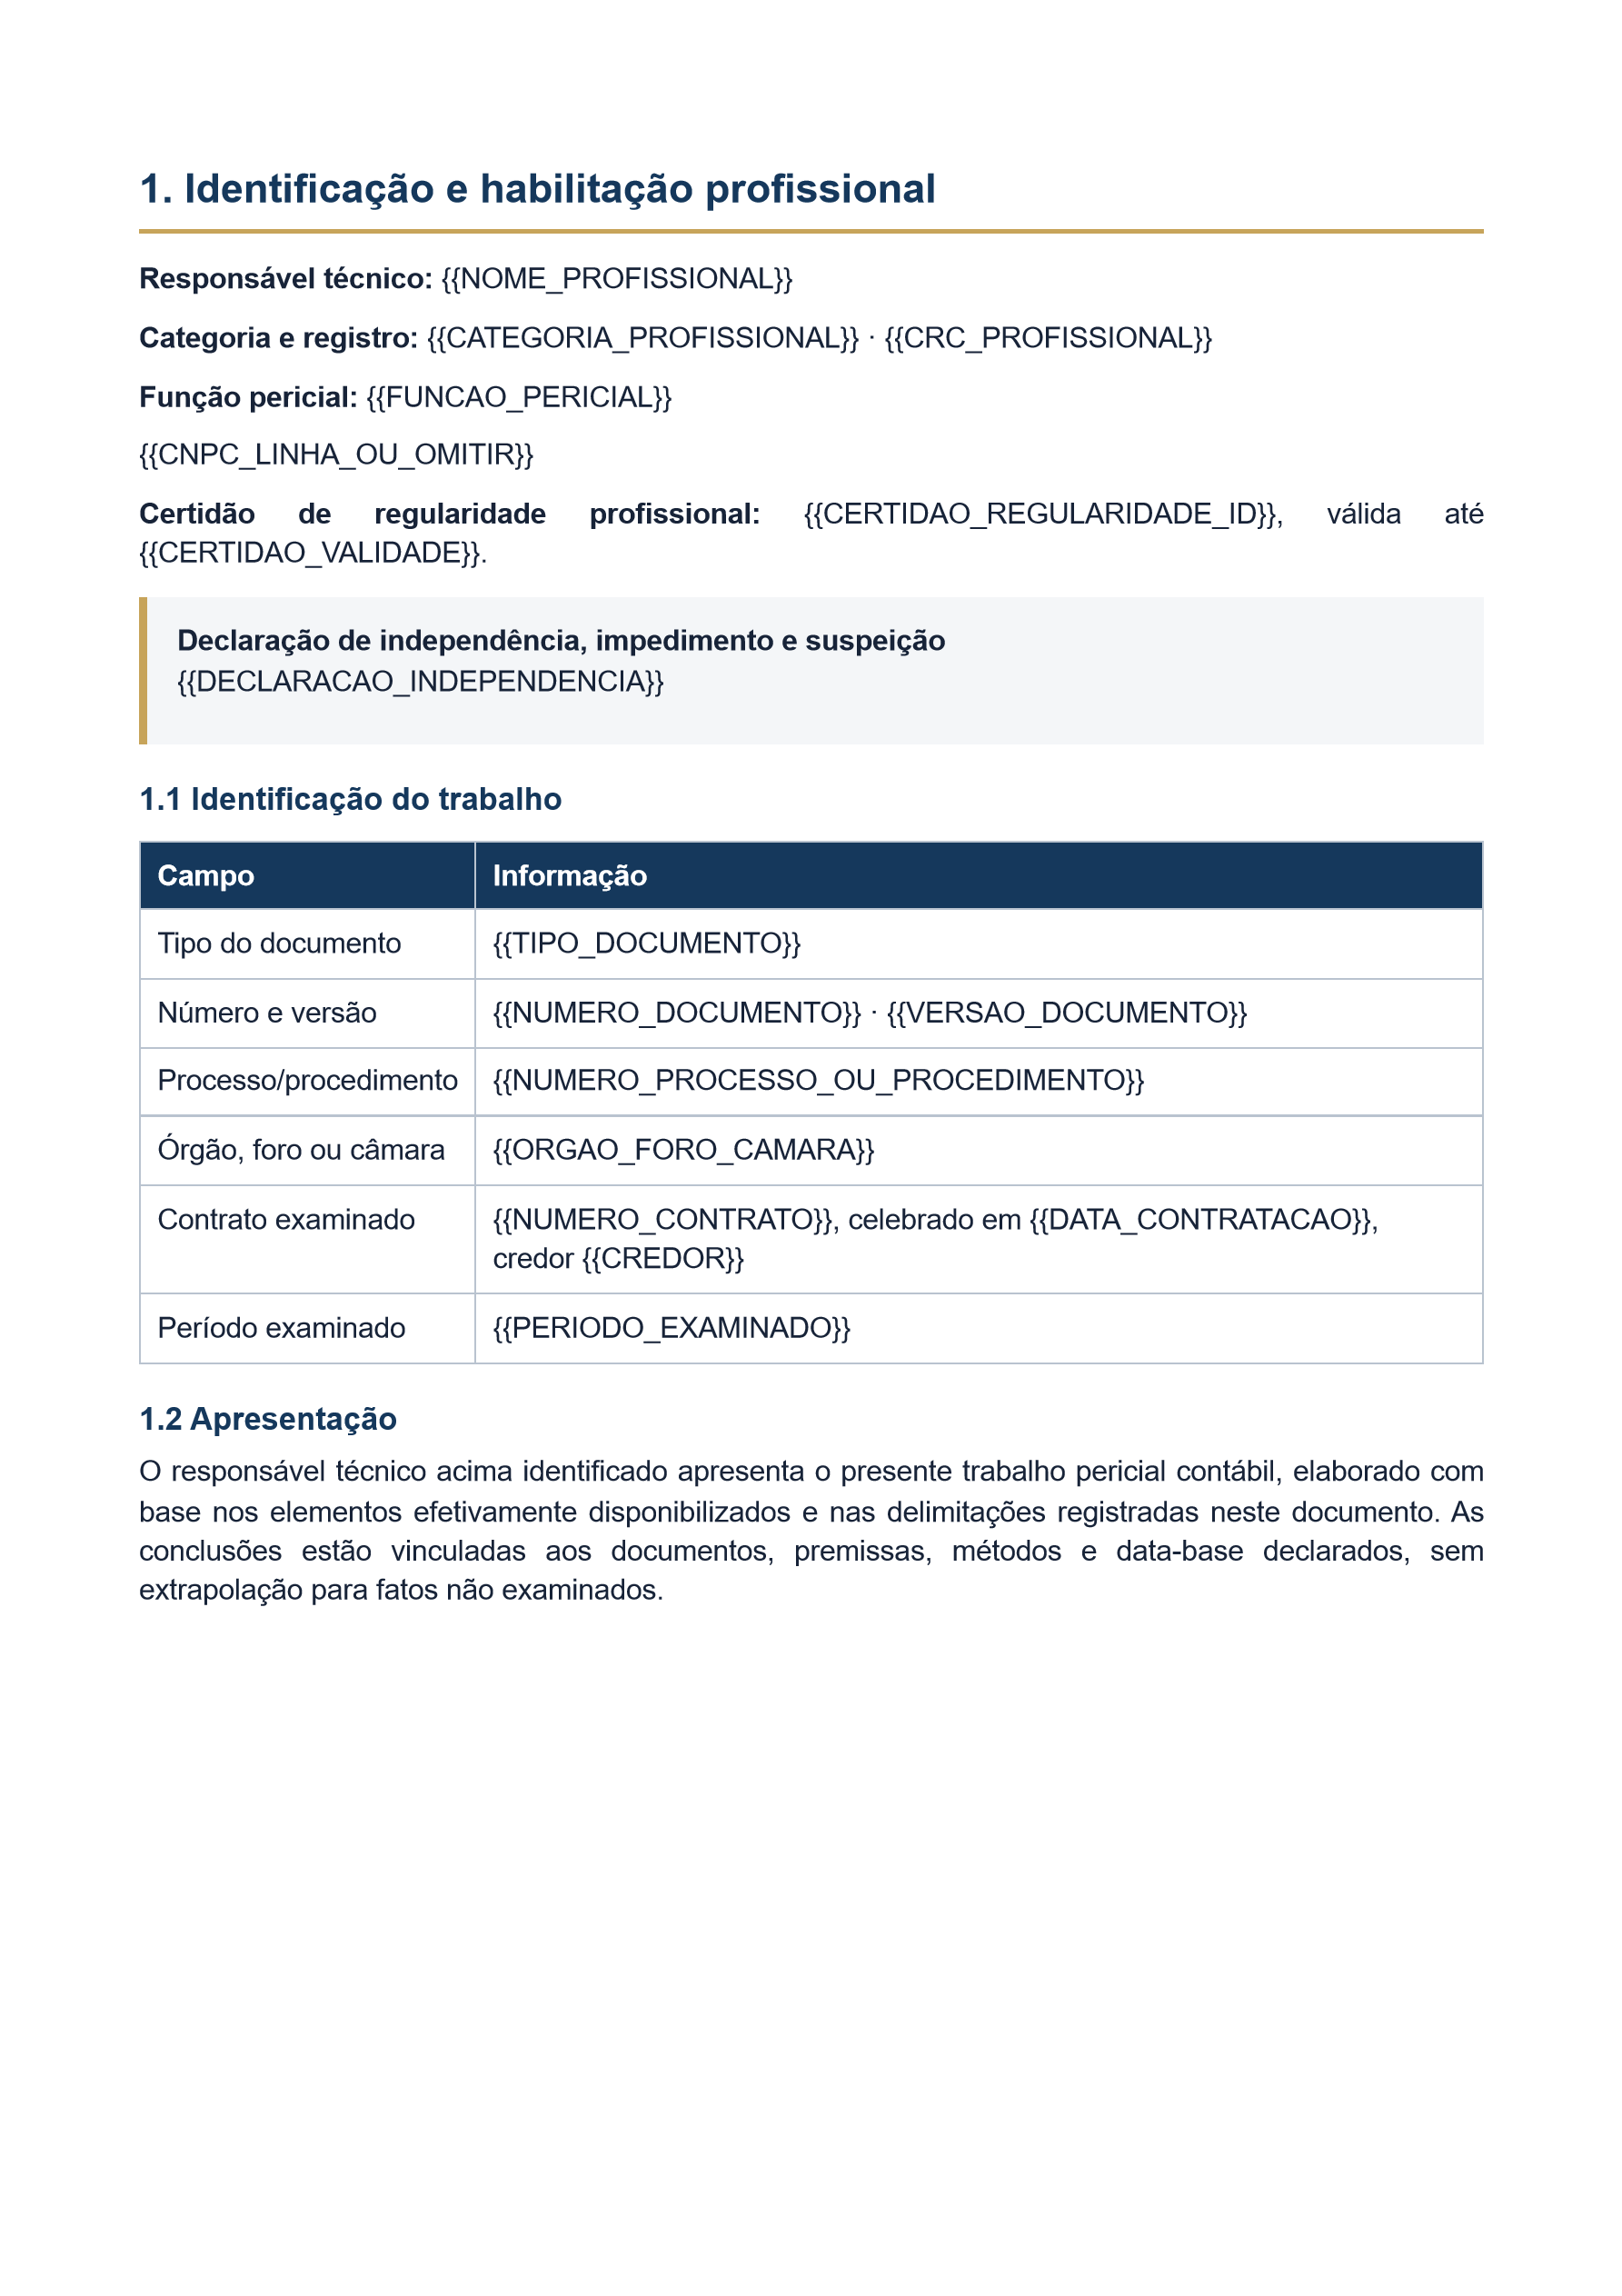 1. Identificação e habilitação profissional
Responsável técnico: {{NOME_PROFISSIONAL}}
Categoria e registro: {{CATEGORIA_PROFISSIONAL}} · {{CRC_PROFISSIONAL}}
Função pericial: {{FUNCAO_PERICIAL}}
{{CNPC_LINHA_OU_OMITIR}}
Certidão de regularidade profissional: {{CERTIDAO_REGULARIDADE_ID}}, válida até
{{CERTIDAO_VALIDADE}}.
Declaração de independência, impedimento e suspeição
{{DECLARACAO_INDEPENDENCIA}}
1.1 Identificação do trabalho
Campo Informação
Tipo do documento {{TIPO_DOCUMENTO}}
Número e versão {{NUMERO_DOCUMENTO}} · {{VERSAO_DOCUMENTO}}
Processo/procedimento {{NUMERO_PROCESSO_OU_PROCEDIMENTO}}
Órgão, foro ou câmara {{ORGAO_FORO_CAMARA}}
Contrato examinado {{NUMERO_CONTRATO}}, celebrado em {{DATA_CONTRATACAO}},
credor {{CREDOR}}
Período examinado {{PERIODO_EXAMINADO}}
1.2 Apresentação
O responsável técnico acima identificado apresenta o presente trabalho pericial contábil, elaborado com
base nos elementos efetivamente disponibilizados e nas delimitações registradas neste documento. As
conclusões estão vinculadas aos documentos, premissas, métodos e data-base declarados, sem
extrapolação para fatos não examinados.